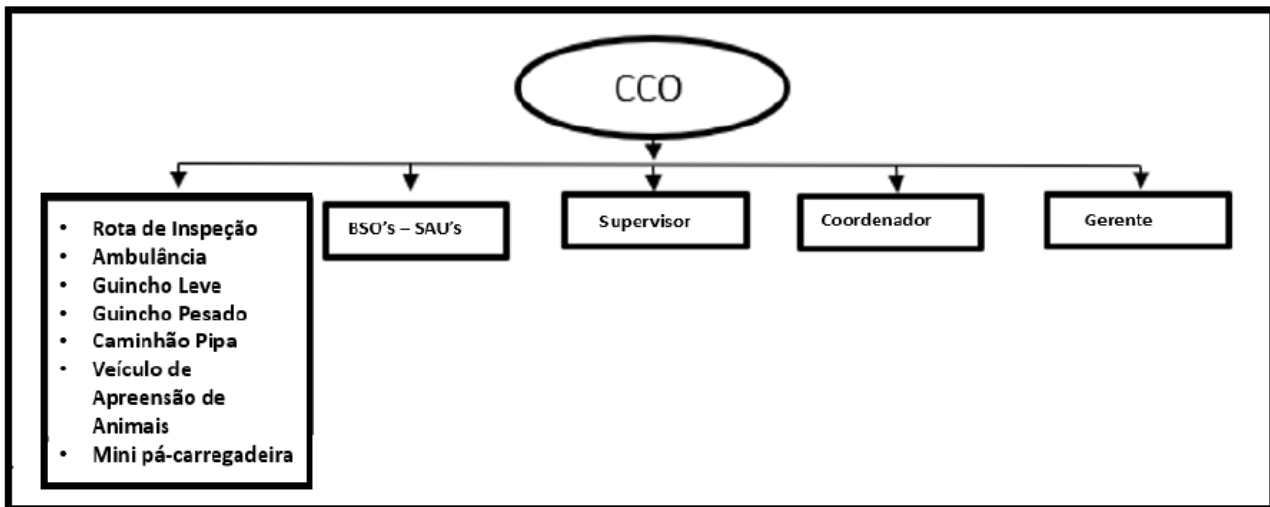 CCO
• Rota de Inspeção
• Ambulância
• Guincho Leve
• Guincho Pesado
• Caminhão Pipa
• Veículo de
Apreensão de
Animais
• Mini pá-carregadeira
BSO's – SAU's
Supervisor
Coordenador
Gerente